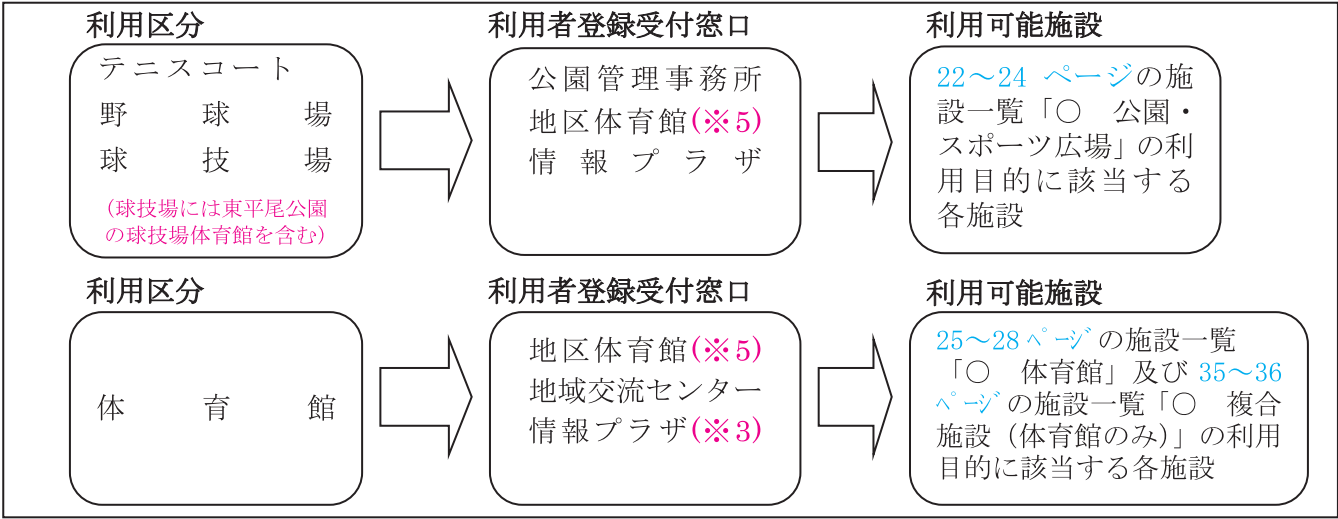 利用区分
テニスコート
野球場
球技場
(球技場には東平尾公園
の球技場体育館を含む)
利用者登録受付窓口
公園管理事務所
地区体育館(※5)
情報プラザ
利用可能施設
22～24 ページの施
設一覧「○　公園・
スポーツ広場」の利
用目的に該当する
各施設
利用区分
体育館
利用者登録受付窓口
地区体育館(※5)
地域交流センター
情報プラザ(※3)
利用可能施設
25～28ページの施設一覧
「○　体育館」及び 35～36
ページの施設一覧「○　複合
施設（体育館のみ）」の利用
目的に該当する各施設